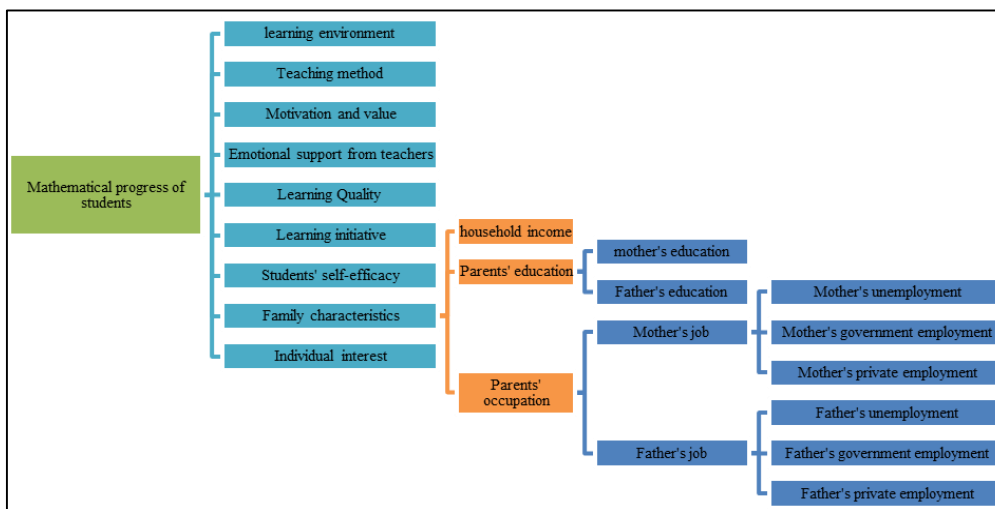 learning environment
Teaching method
Motivation and value
Emotional support from teachers
Mathematical progress of
students
Learning Quality
Learning initiative
Students' self-efficacy
Family characteristics
Individual interest
household income
Parents' education
Parents'
occupation
mother's education
Father's education
Mother's job
Father's job
Mother's unemployment
Mother's government employment
Mother's private employment
Father's unemployment
Father's government employment
Father's private employment